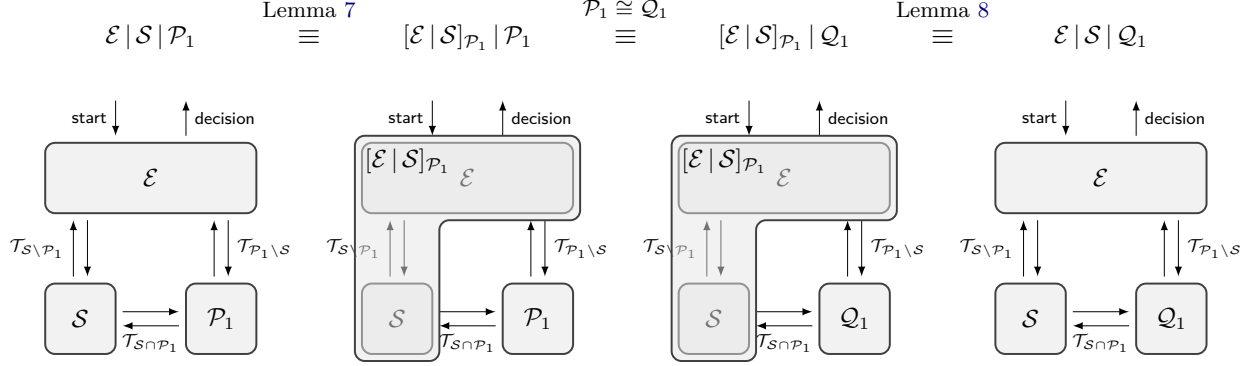 Lemma 7 𝒫₁ ≅ 𝒬₁ Lemma 8
ℰ | 𝒮 | 𝒫₁ ≡ [ℰ | 𝒮]𝒫₁ | 𝒫₁ ≡ [ℰ | 𝒮]𝒫₁ | 𝒬₁ ≡ ℰ | 𝒮 | 𝒬₁
start decision start decision start decision start decision
[ℰ | 𝒮]𝒫₁ [ℰ | 𝒮]𝒫₁
ℰ ℰ ℰ ℰ
𝒯𝒮\𝒫₁ 𝒯𝒫₁\𝒮 𝒯𝒮\𝒫₁ 𝒯𝒫₁\𝒮 𝒯𝒮\𝒫₁ 𝒯𝒫₁\𝒮 𝒯𝒮\𝒫₁ 𝒯𝒫₁\𝒮
𝒮 𝒫₁ 𝒮 𝒫₁ 𝒮 𝒬₁ 𝒮 𝒬₁
𝒯𝒮∩𝒫₁ 𝒯𝒮∩𝒫₁ 𝒯𝒮∩𝒫₁ 𝒯𝒮∩𝒫₁